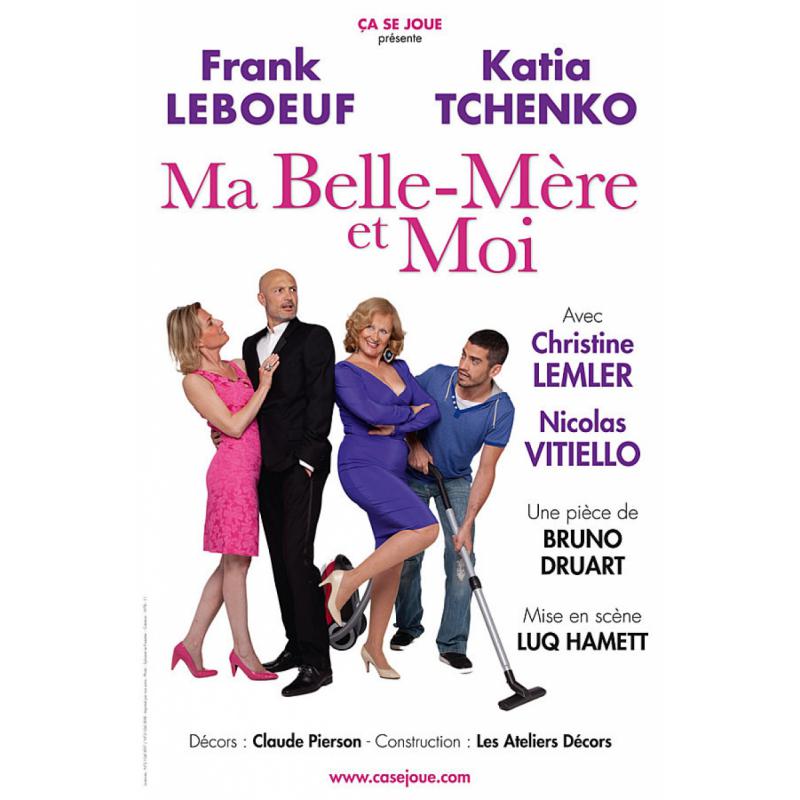 ÇA SE JOUE
présente
Frank
LEBOEUF
Katia
TCHENKO
Ma Belle-Mère
et Moi
Avec
Christine
LEMLER
Nicolas
VITIELLO
Une pièce de
BRUNO
DRUART
Mise en scène
LUQ HAMETT
Décors : Claude Pierson - Construction : Les Ateliers Décors
www.casejoue.com